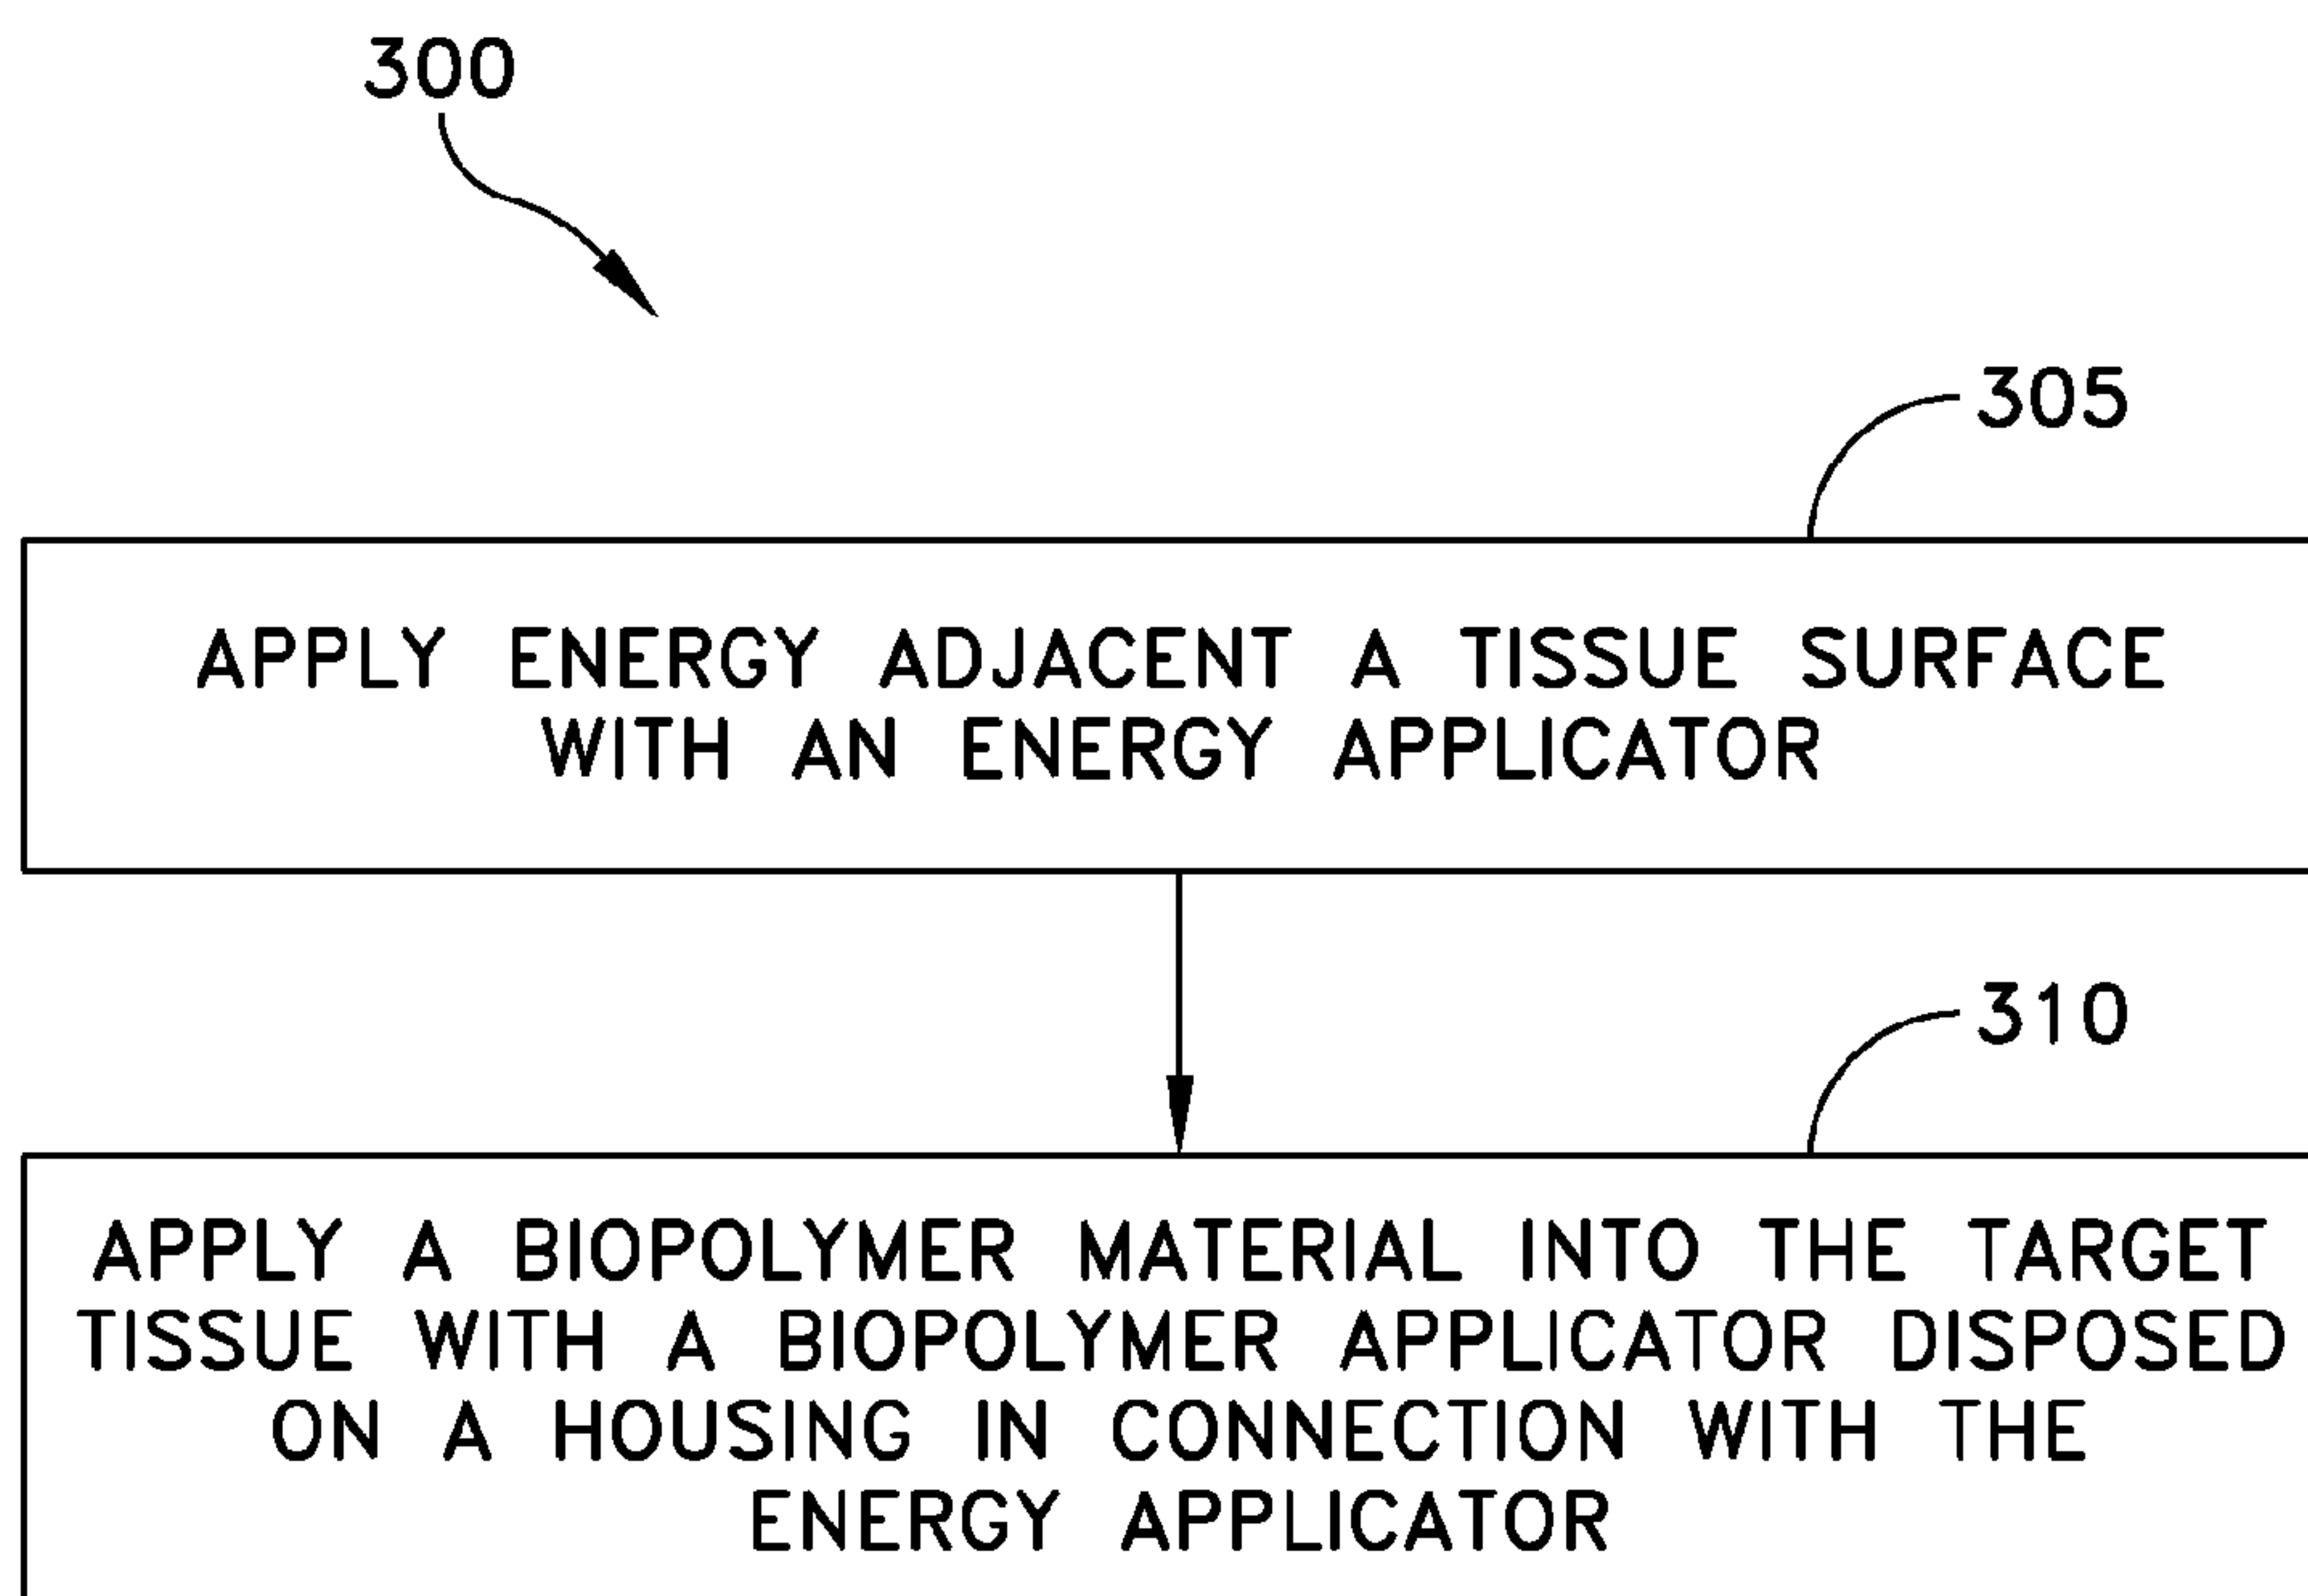 300
305
APPLY ENERGY ADJACENT A TISSUE SURFACE
WITH AN ENERGY APPLICATOR
310
APPLY A BIOPOLYMER MATERIAL INTO THE TARGET
TISSUE WITH A BIOPOLYMER APPLICATOR DISPOSED
ON A HOUSING IN CONNECTION WITH THE
ENERGY APPLICATOR